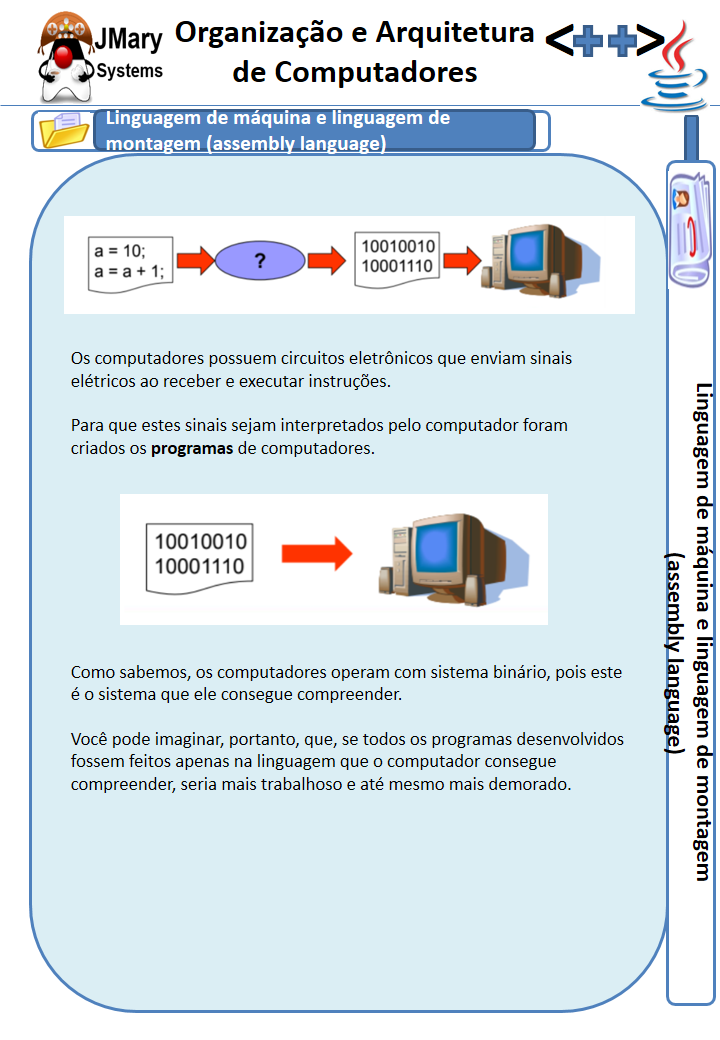 JMary
Systems
Organização e Arquitetura
de Computadores
<++>
Linguagem de máquina e linguagem de
montagem (assembly language)
a = 10;
a = a + 1;
?
10010010
10001110
Os computadores possuem circuitos eletrônicos que enviam sinais
elétricos ao receber e executar instruções.
Para que estes sinais sejam interpretados pelo computador foram
criados os programas de computadores.
10010010
10001110
Como sabemos, os computadores operam com sistema binário, pois este
é o sistema que ele consegue compreender.
Você pode imaginar, portanto, que, se todos os programas desenvolvidos
fossem feitos apenas na linguagem que o computador consegue
compreender, seria mais trabalhoso e até mesmo mais demorado.
Linguagem de máquina e linguagem de montagem
(assembly language)